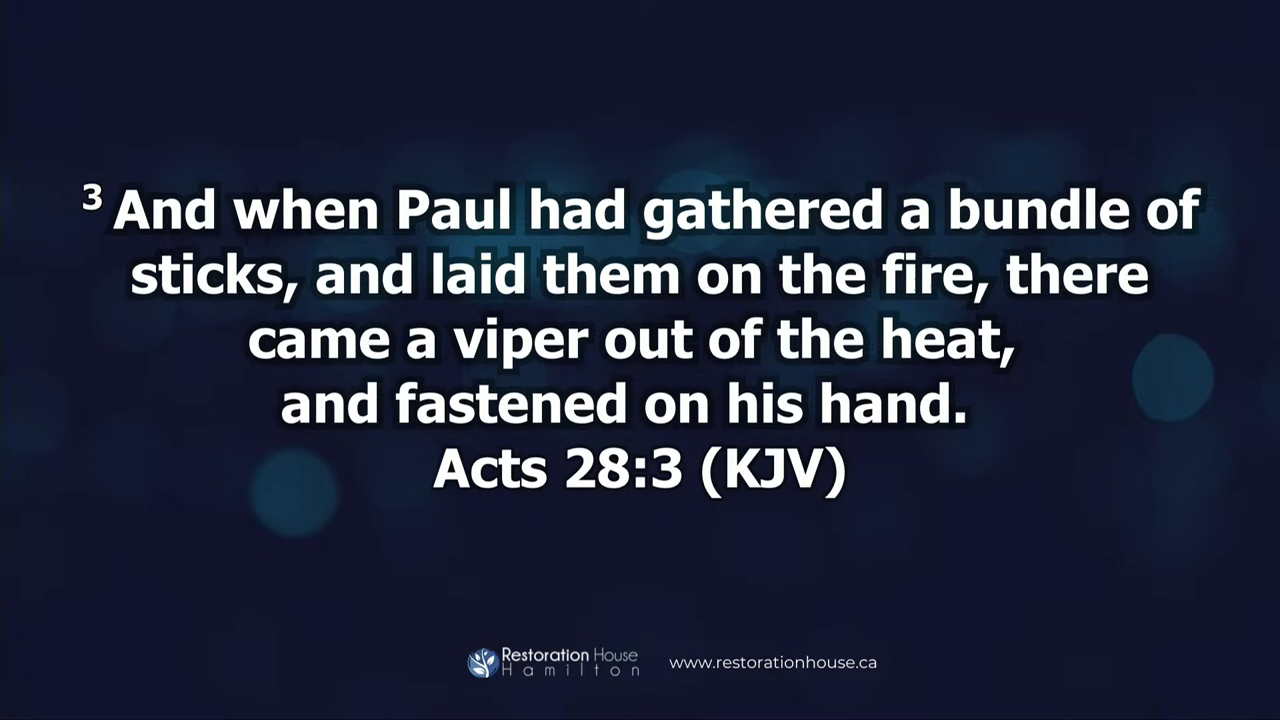 3 And when Paul had gathered a bundle of
sticks, and laid them on the fire, there
came a viper out of the heat,
and fastened on his hand.
Acts 28:3 (KJV)
Restoration House
Hamilton
www.restorationhouse.ca